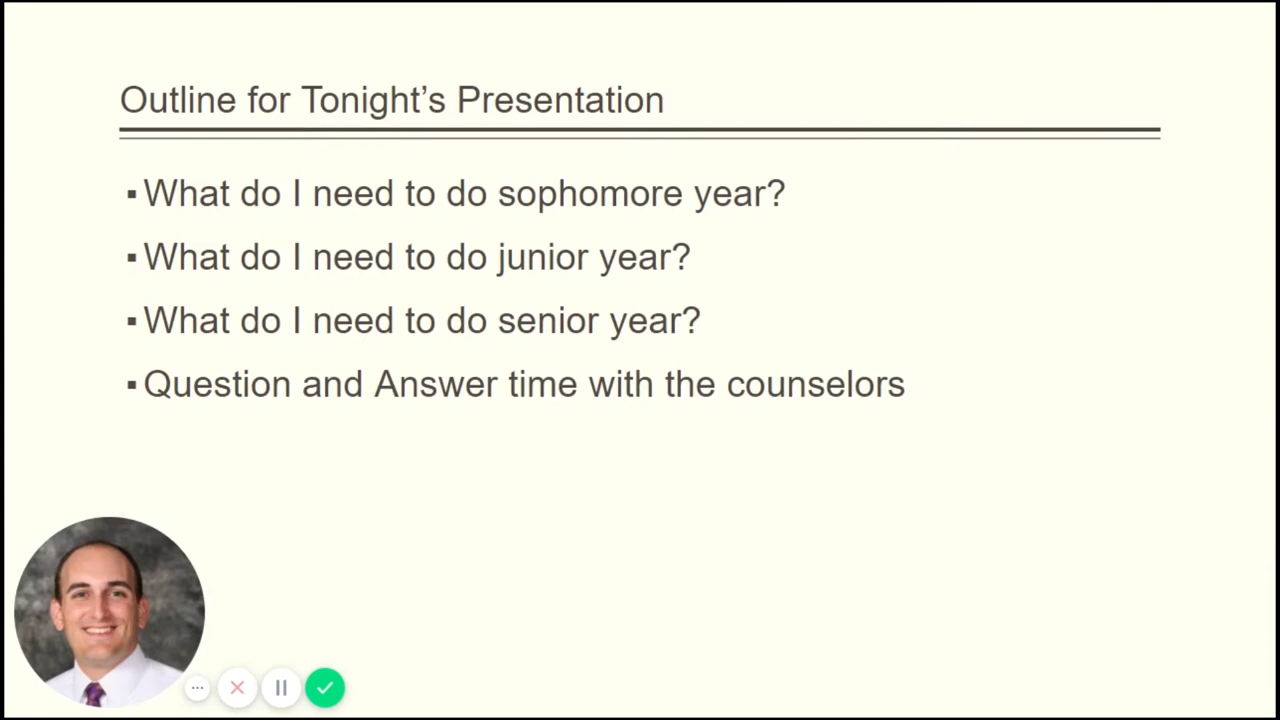 Outline for Tonight’s Presentation
▪ What do I need to do sophomore year?
▪ What do I need to do junior year?
▪ What do I need to do senior year?
▪ Question and Answer time with the counselors